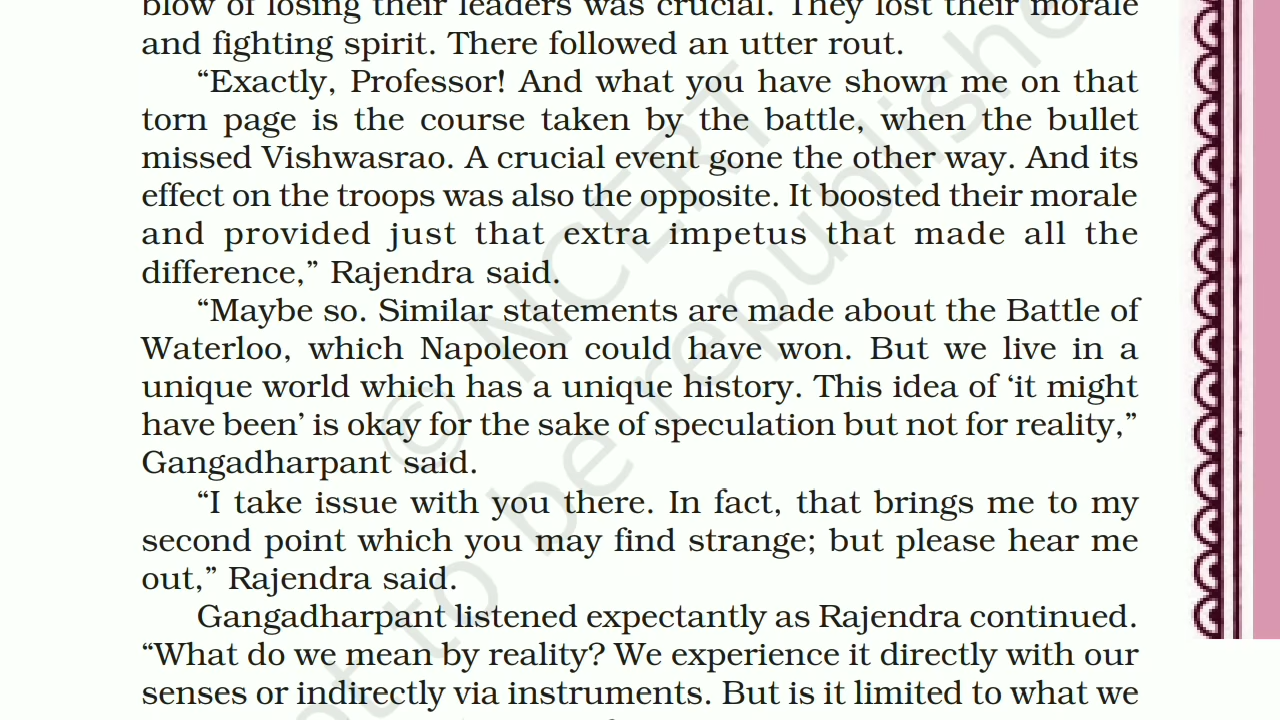 blow of losing their leaders was crucial. They lost their morale
and fighting spirit. There followed an utter rout.
“Exactly, Professor! And what you have shown me on that
torn page is the course taken by the battle, when the bullet
missed Vishwasrao. A crucial event gone the other way. And its
effect on the troops was also the opposite. It boosted their morale
and provided just that extra impetus that made all the
difference,” Rajendra said.
“Maybe so. Similar statements are made about the Battle of
Waterloo, which Napoleon could have won. But we live in a
unique world which has a unique history. This idea of ‘it might
have been’ is okay for the sake of speculation but not for reality,”
Gangadharpant said.
“I take issue with you there. In fact, that brings me to my
second point which you may find strange; but please hear me
out,” Rajendra said.
Gangadharpant listened expectantly as Rajendra continued.
“What do we mean by reality? We experience it directly with our
senses or indirectly via instruments. But is it limited to what we
© NCERT
to be